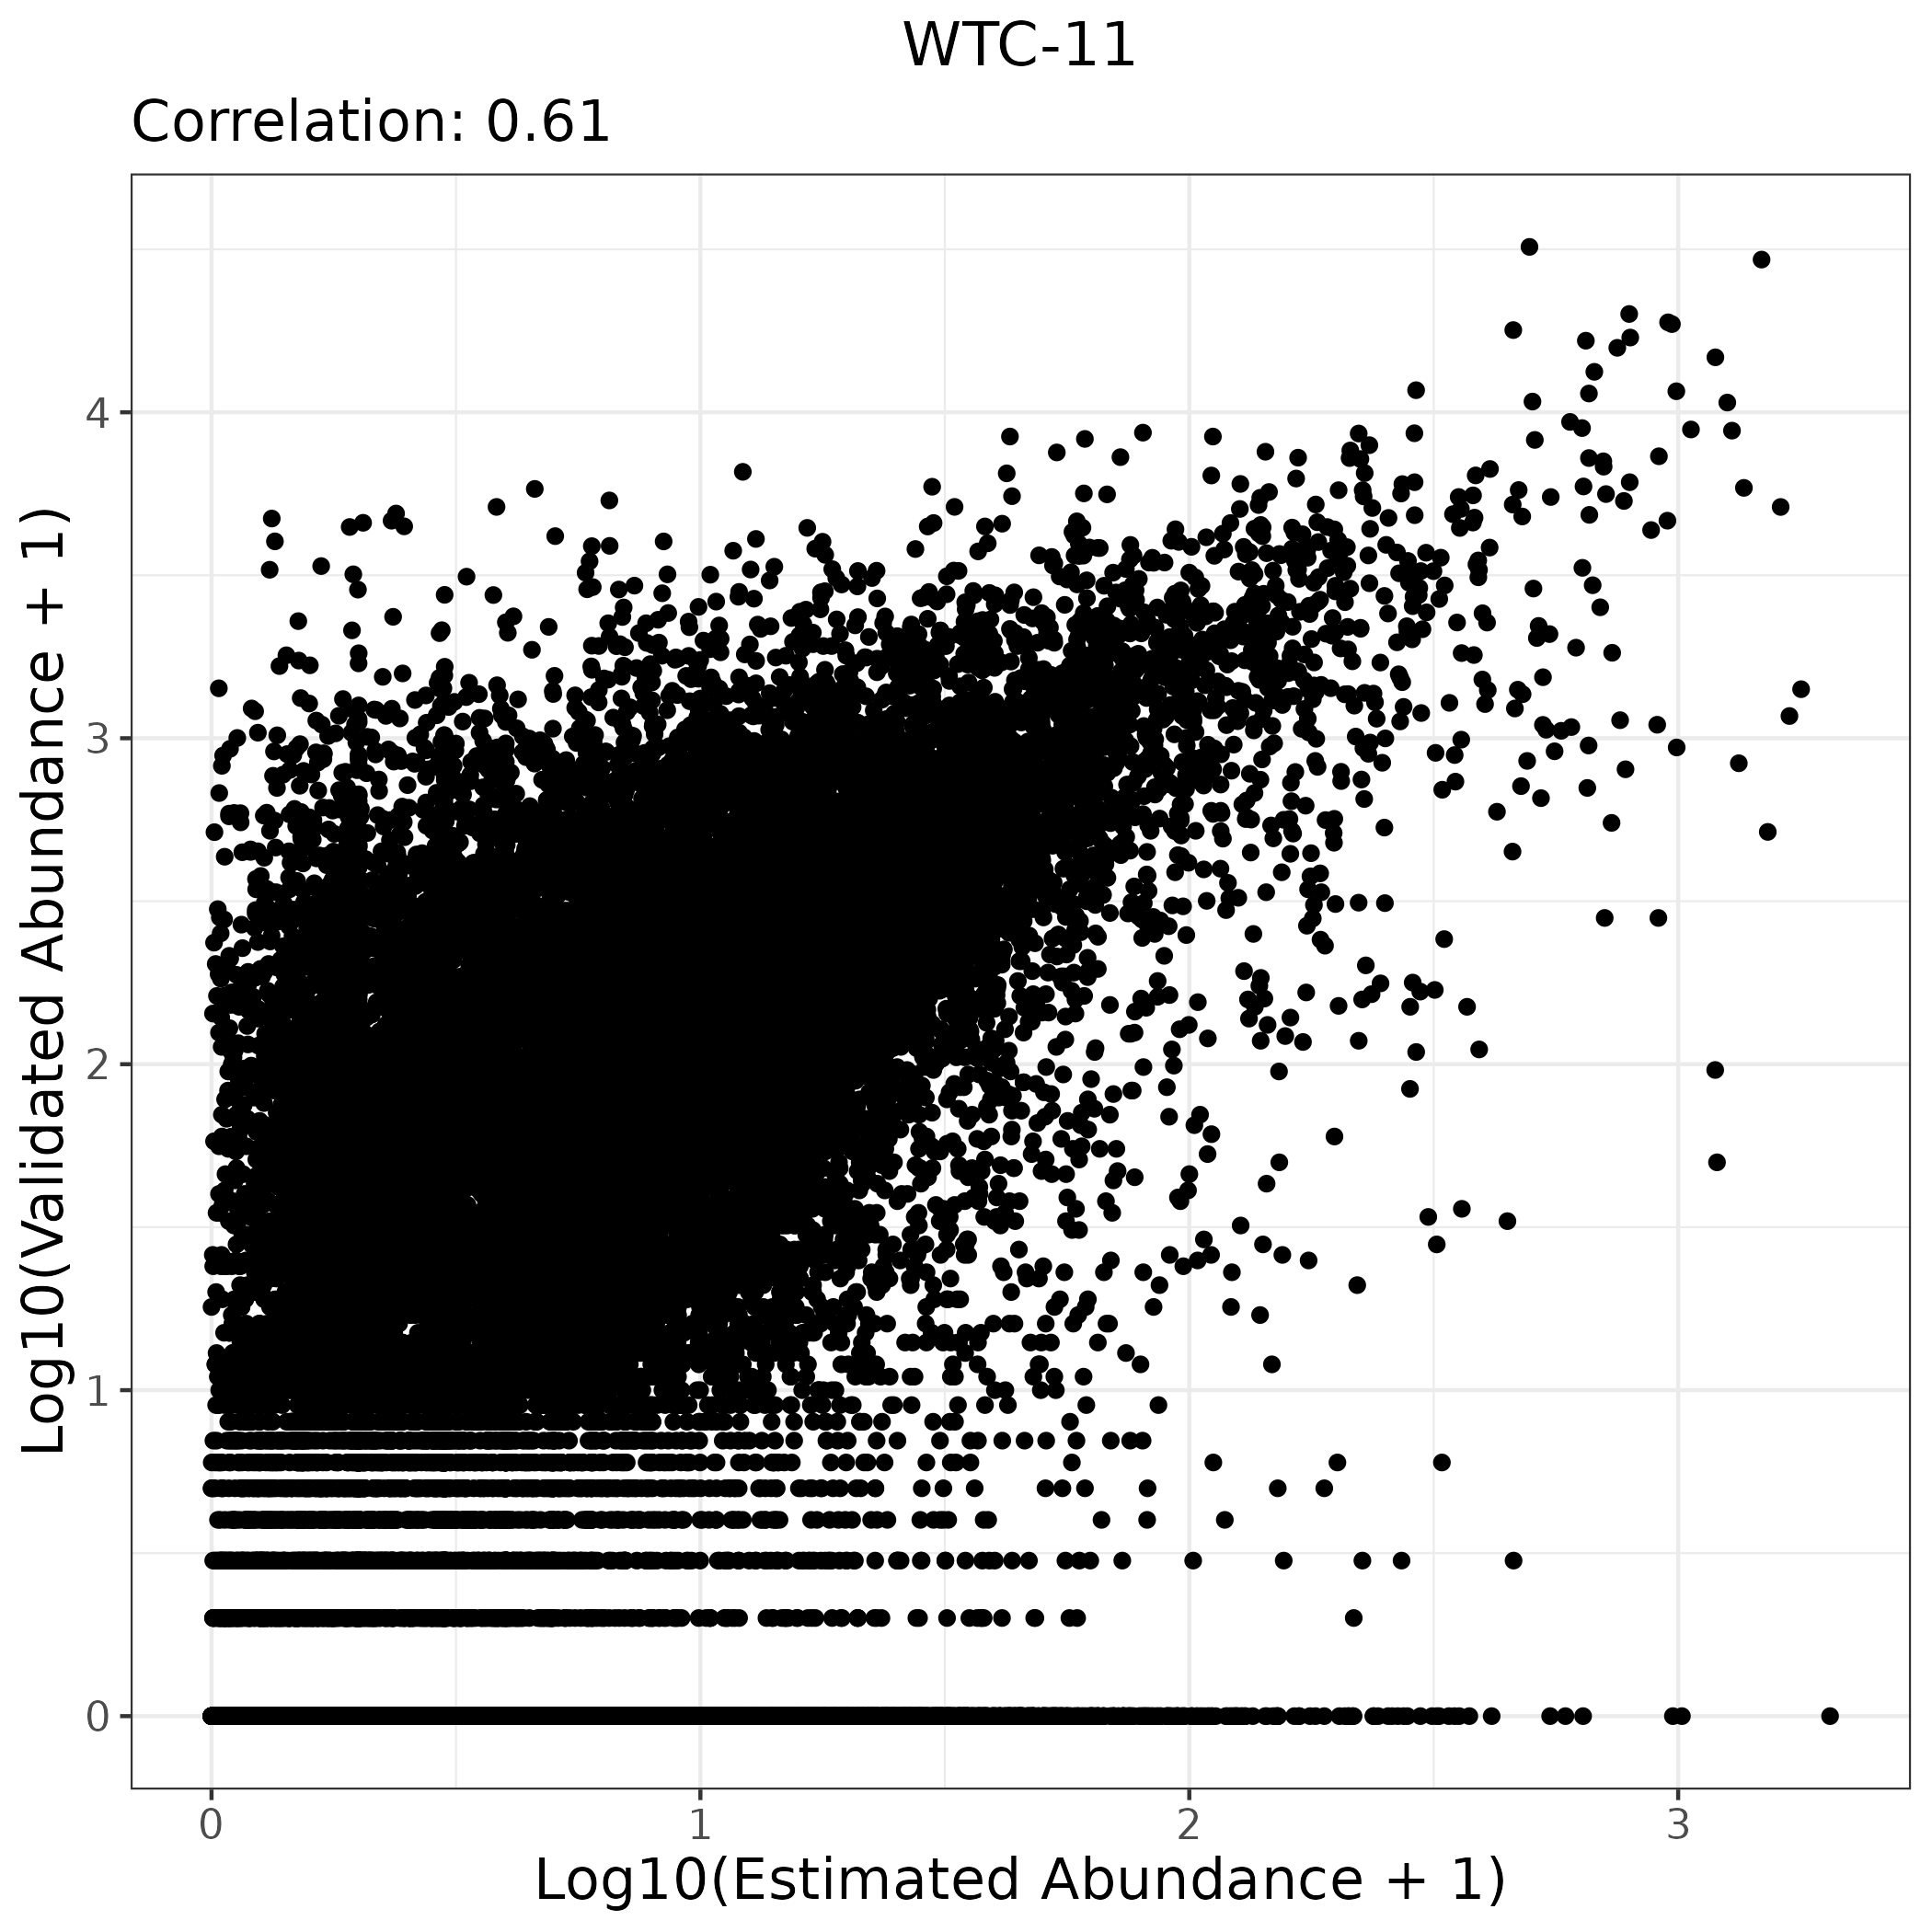 WTC-11
Correlation: 0.61
Log10(Validated Abundance + 1)
4
3
2
1
0
0 1 2 3
Log10(Estimated Abundance + 1)